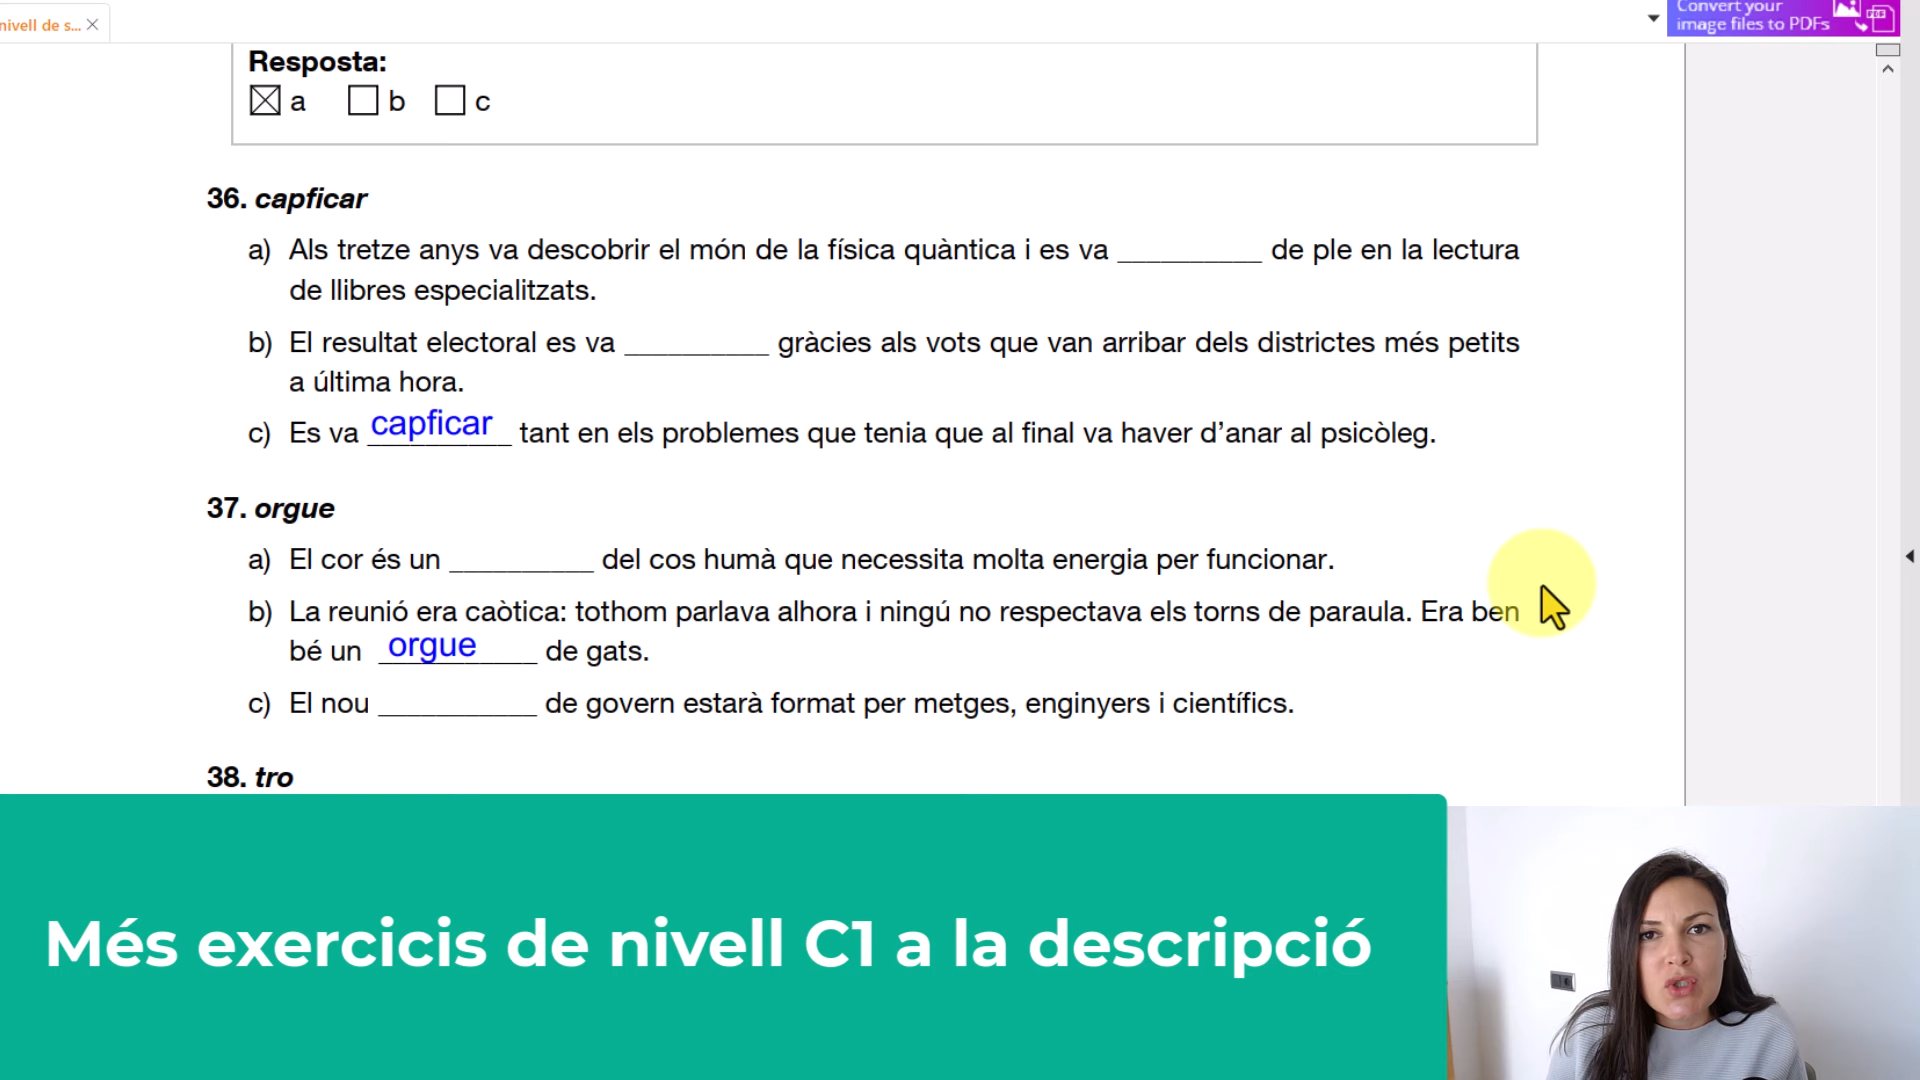 nivell de s...
Convert your
image files to PDFs
PDF
Resposta:
a b c
36. capficar
a) Als tretze anys va descobrir el món de la física quàntica i es va __________ de ple en la lectura
de llibres especialitzats.
b) El resultat electoral es va __________ gràcies als vots que van arribar dels districtes més petits
a última hora.
c) Es va capficar tant en els problemes que tenia que al final va haver d’anar al psicòleg.
37. orgue
a) El cor és un __________ del cos humà que necessita molta energia per funcionar.
b) La reunió era caòtica: tothom parlava alhora i ningú no respectava els torns de paraula. Era ben
bé un orgue de gats.
c) El nou ___________ de govern estarà format per metges, enginyers i científics.
38. tro
Més exercicis de nivell C1 a la descripció